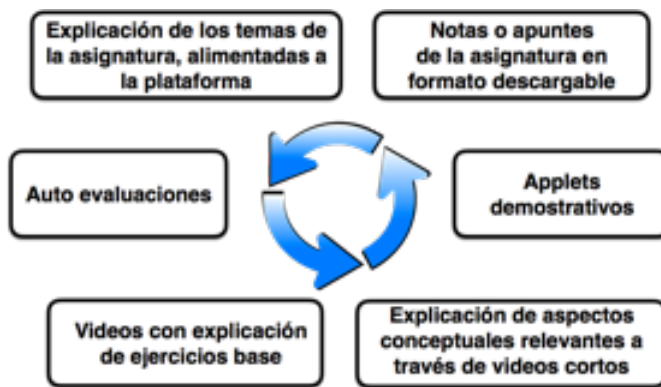 Explicación de los temas de
la asignatura, alimentadas a
la plataforma
Notas o apuntes
de la asignatura en
formato descargable
Auto evaluaciones
Applets
demostrativos
Videos con explicación
de ejercicios base
Explicación de aspectos
conceptuales relevantes a
través de videos cortos